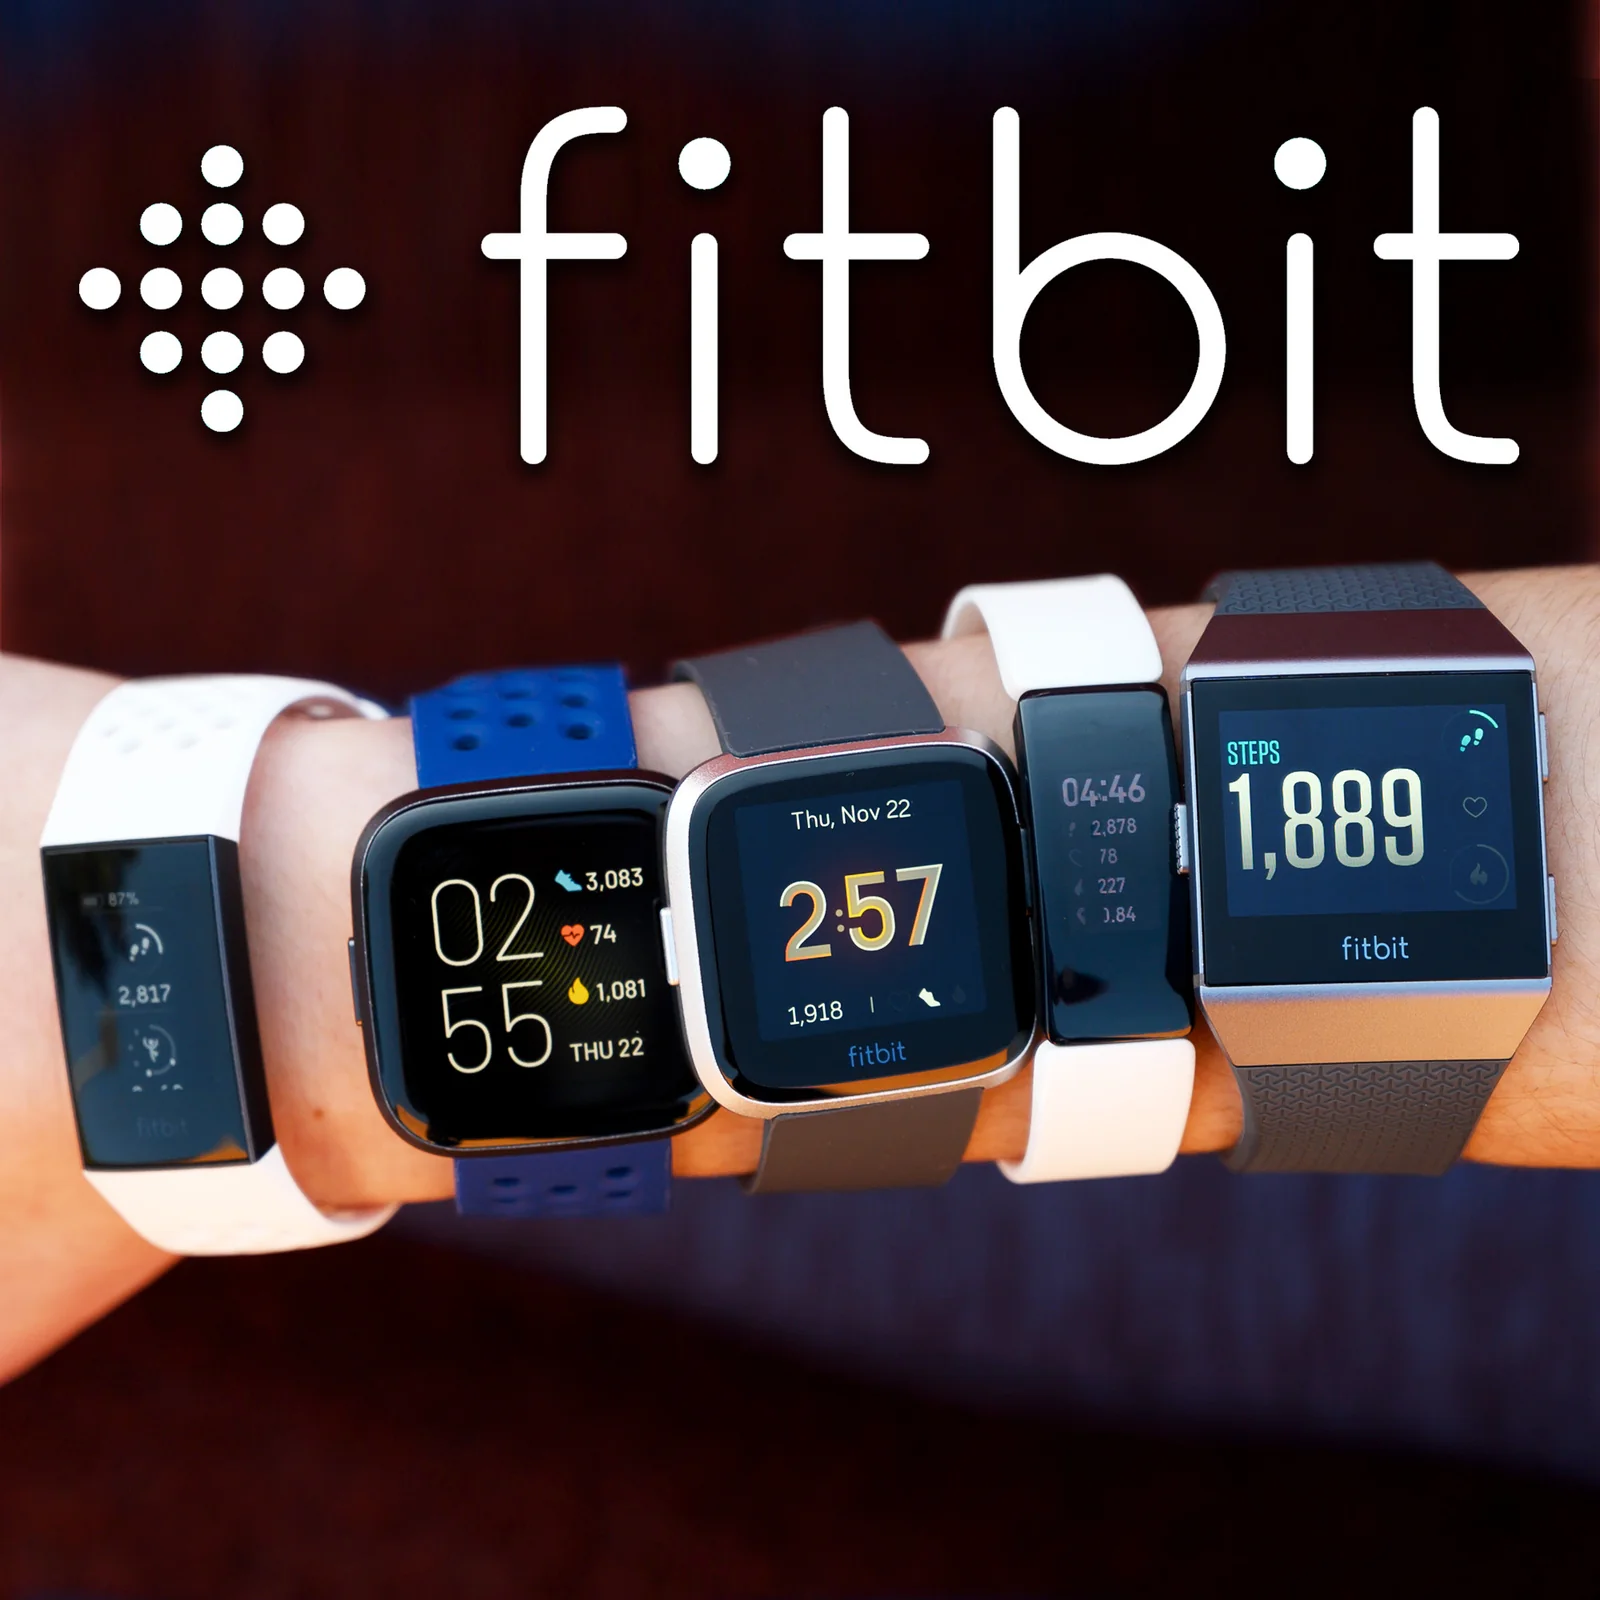 fitbit
87%
2,817
fitbit
02
55
3,083
74
1,081
THU 22
Thu, Nov 22
2:57
1,918
fitbit
04:46
2,878
78
227
STEPS
1,889
fitbit